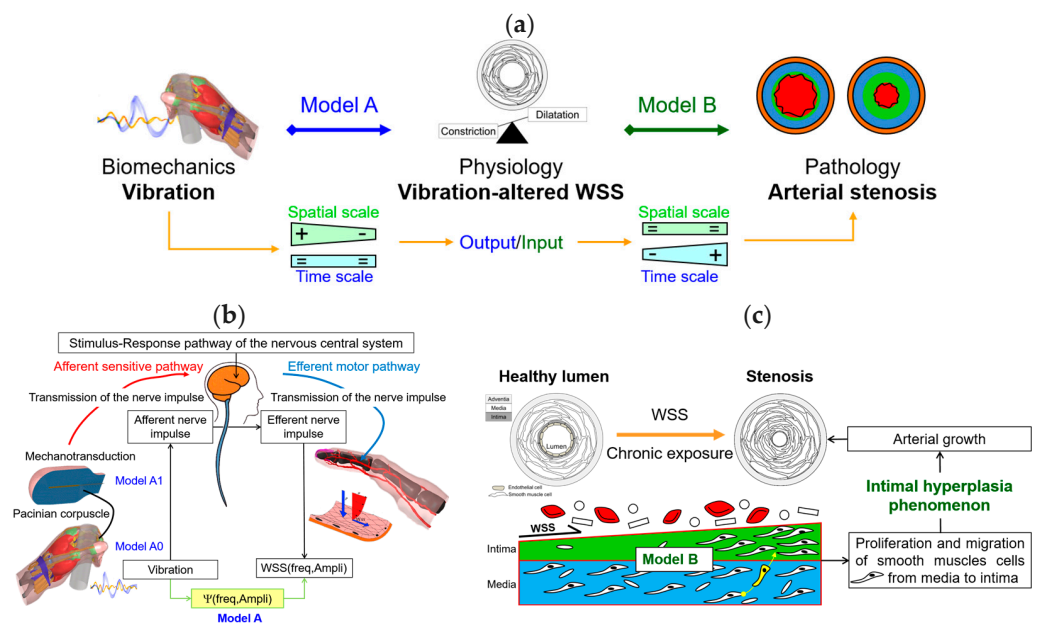 (a)
Model A
Model B
Constriction
Dilatation
Biomechanics
Vibration
Physiology
Vibration-altered WSS
Pathology
Arterial stenosis
Spatial scale
+ -
= =
Time scale
Output/Input
Spatial scale
= =
- +
Time scale
(b)
Stimulus-Response pathway of the nervous central system
Afferent sensitive pathway
Efferent motor pathway
Transmission of the nerve impulse
Transmission of the nerve impulse
Afferent nerve
impulse
Efferent nerve
impulse
Mechanotransduction
Model A1
Pacinian corpuscle
Model A0
Vibration
WSS(freq,Ampli)
Ψ(freq,Ampli)
Model A
(c)
Healthy lumen
Stenosis
Adventia
Media
Intima
Lumen
WSS
Chronic exposure
Endothelial cell
Smooth muscle cell
Arterial growth
Intimal hyperplasia
phenomenon
WSS
Intima
Media
Model B
Proliferation and migration
of smooth muscles cells
from media to intima